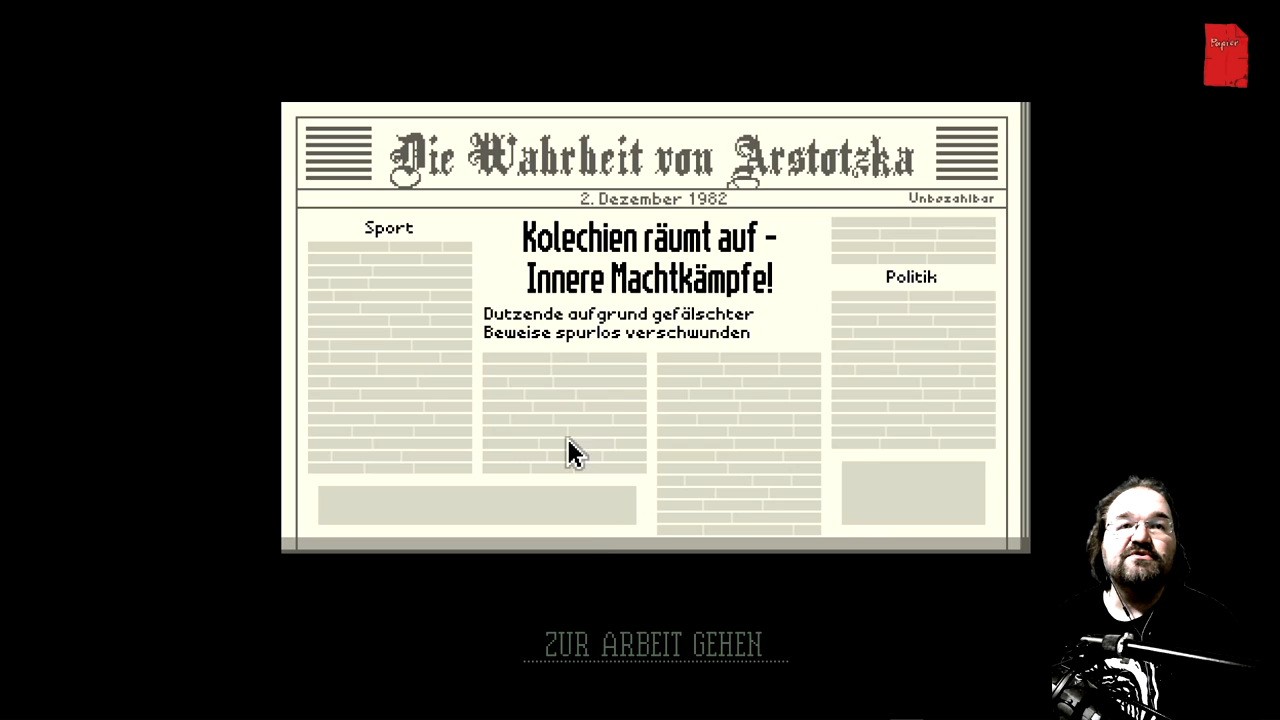 Papier
Die Wahrheit von Arstotzka
2. Dezember 1982
Unbezahlbar
Sport
Kolechien räumt auf -
Innere Machtkämpfe!
Dutzende aufgrund gefälschter
Beweise spurlos verschwunden
Politik
ZUR ARBEIT GEHEN